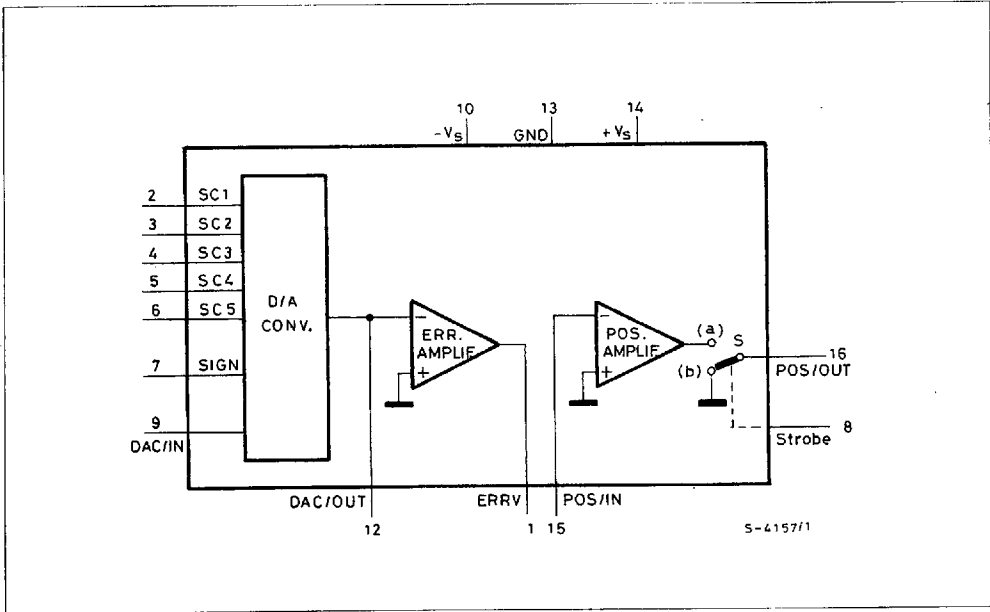 10 13 14
-VS GND +VS
2 SC1
3 SC2
4 SC3
5 SC4
6 SC5
7 SIGN
9
DAC/IN
D/A
CONV.
-
ERR.
AMPLIF.
+
-
POS.
AMPLIF.
+
(a)
S
(b)
16
POS/OUT
8
Strobe
DAC/OUT ERRV POS/IN
12 1 15
S-4157/1